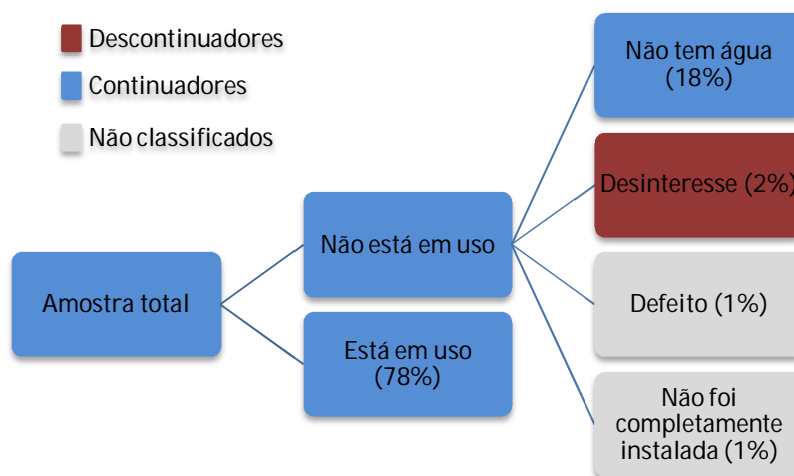 Descontinuadores
Continuadores
Não classificados
Amostra total
Não está em uso
Está em uso
(78%)
Não tem água
(18%)
Desinteresse (2%)
Defeito (1%)
Não foi
completamente
instalada (1%)